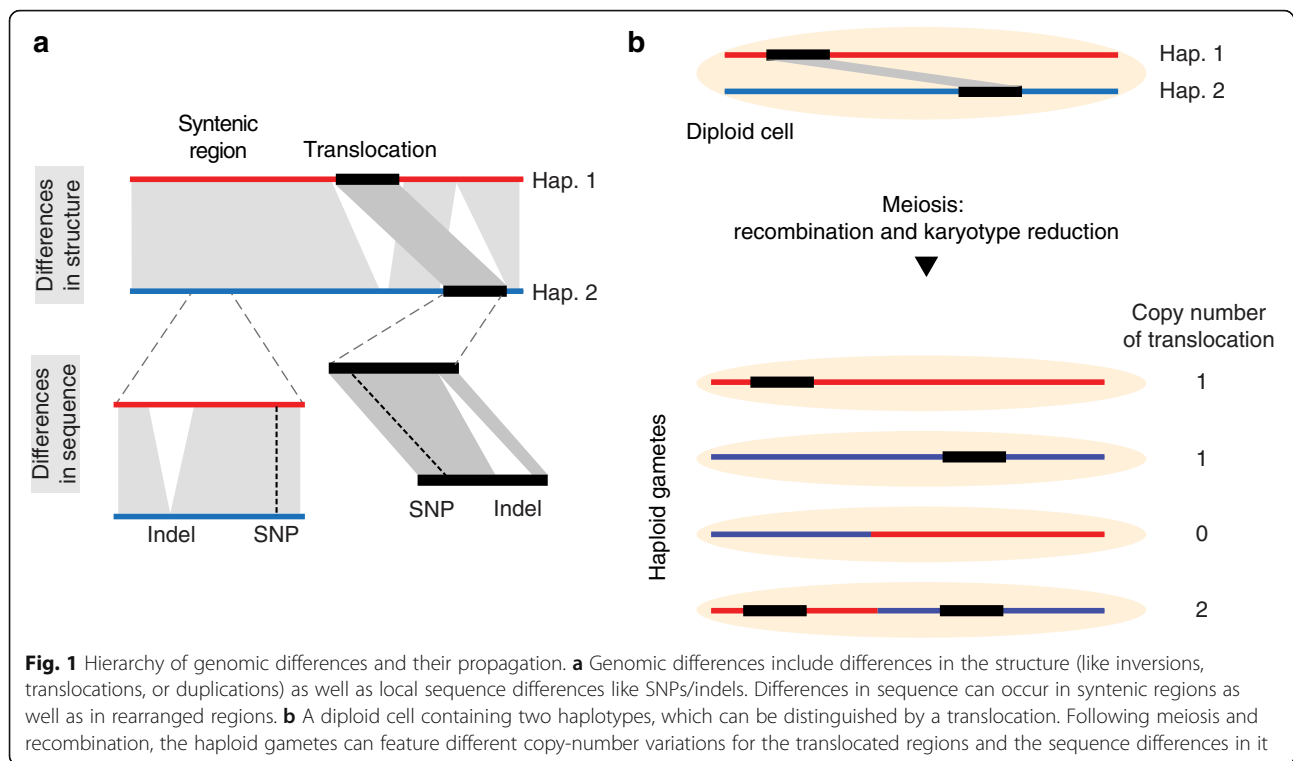 a
Syntenic
region
Translocation
Hap. 1
Differences
in structure
Hap. 2
Differences
in sequence
Indel
SNP
SNP
Indel
b
Hap. 1
Hap. 2
Diploid cell
Meiosis:
recombination and karyotype reduction
Copy number
of translocation
Haploid gametes
1
1
0
2
Fig. 1 Hierarchy of genomic differences and their propagation. a Genomic differences include differences in the structure (like inversions,
translocations, or duplications) as well as local sequence differences like SNPs/indels. Differences in sequence can occur in syntenic regions as
well as in rearranged regions. b A diploid cell containing two haplotypes, which can be distinguished by a translocation. Following meiosis and
recombination, the haploid gametes can feature different copy-number variations for the translocated regions and the sequence differences in it